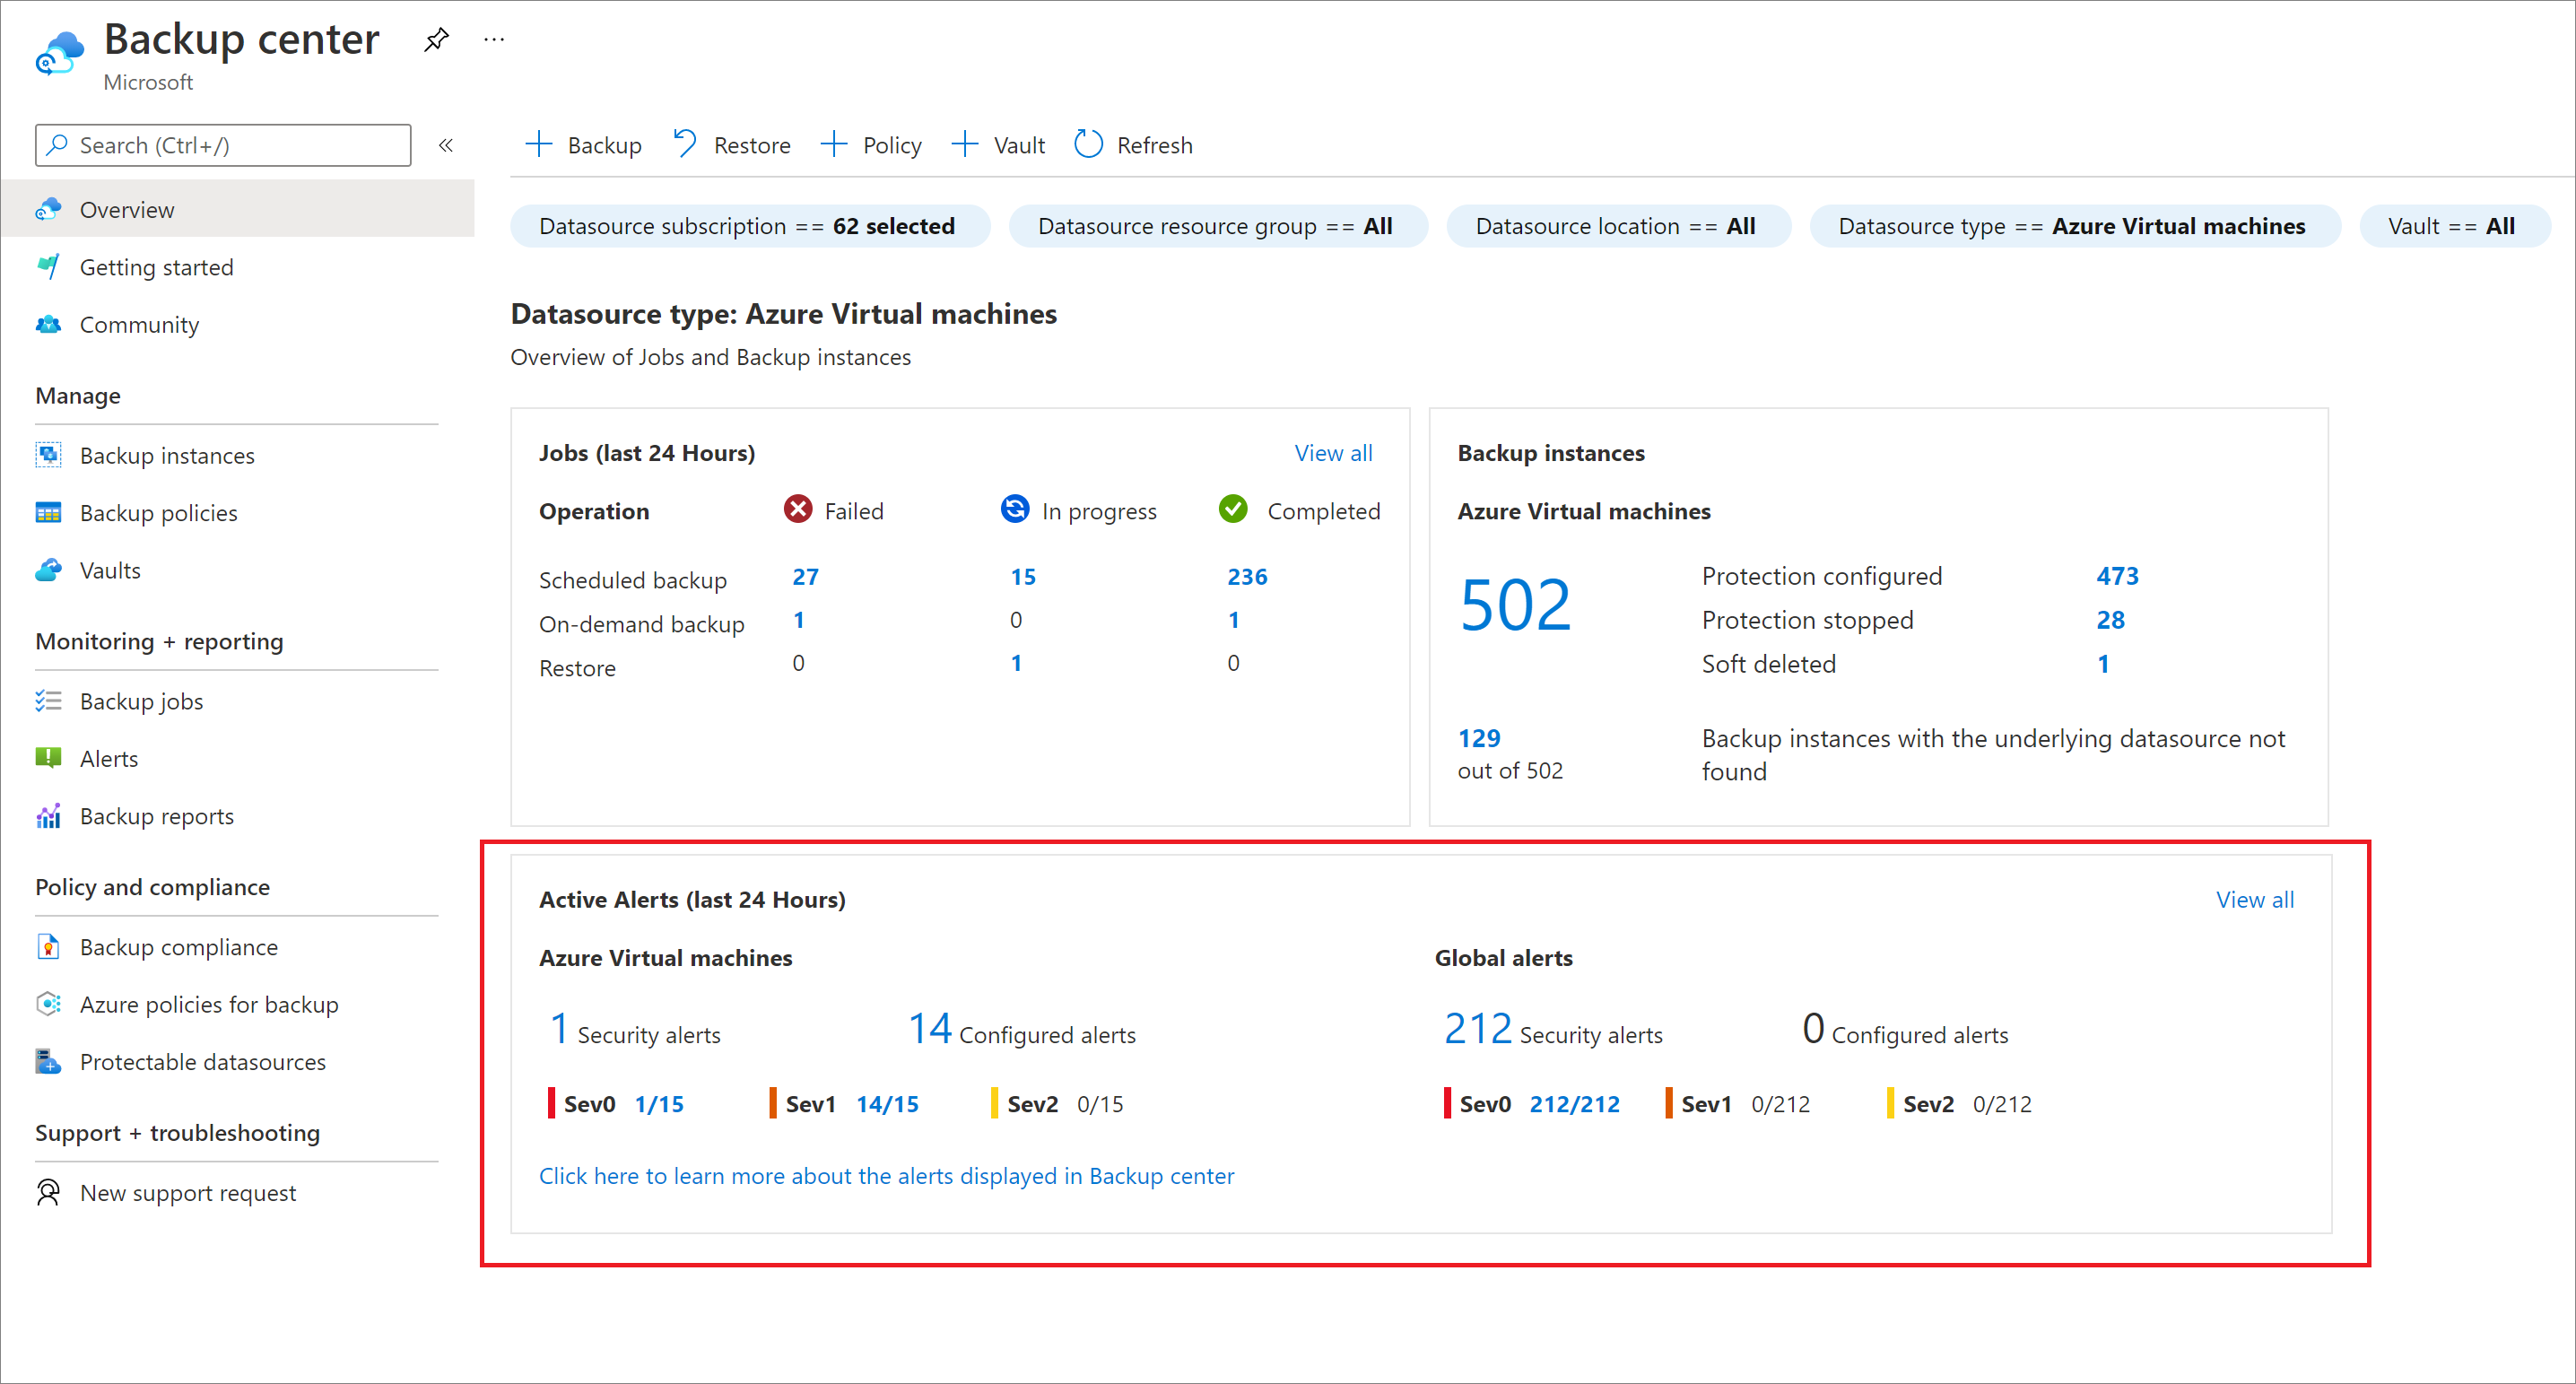 Backup center
...
Microsoft
Search (Ctrl+/)
«
Overview
Getting started
Community
Manage
Backup instances
Backup policies
Vaults
Monitoring + reporting
Backup jobs
Alerts
Backup reports
Policy and compliance
Backup compliance
Azure policies for backup
Protectable datasources
Support + troubleshooting
New support request
Backup Restore Policy Vault Refresh
Datasource subscription == 62 selected Datasource resource group == All Datasource location == All Datasource type == Azure Virtual machines Vault == All
Datasource type: Azure Virtual machines
Overview of Jobs and Backup instances
Jobs (last 24 Hours) View all
Operation Failed In progress Completed
Scheduled backup 27 15 236
On-demand backup 1 0 1
Restore 0 1 0
Backup instances
Azure Virtual machines
502
Protection configured 473
Protection stopped 28
Soft deleted 1
129
out of 502
Backup instances with the underlying datasource not
found
Active Alerts (last 24 Hours) View all
Azure Virtual machines
1 Security alerts 14 Configured alerts
Sev0 1/15 Sev1 14/15 Sev2 0/15
Global alerts
212 Security alerts 0 Configured alerts
Sev0 212/212 Sev1 0/212 Sev2 0/212
Click here to learn more about the alerts displayed in Backup center